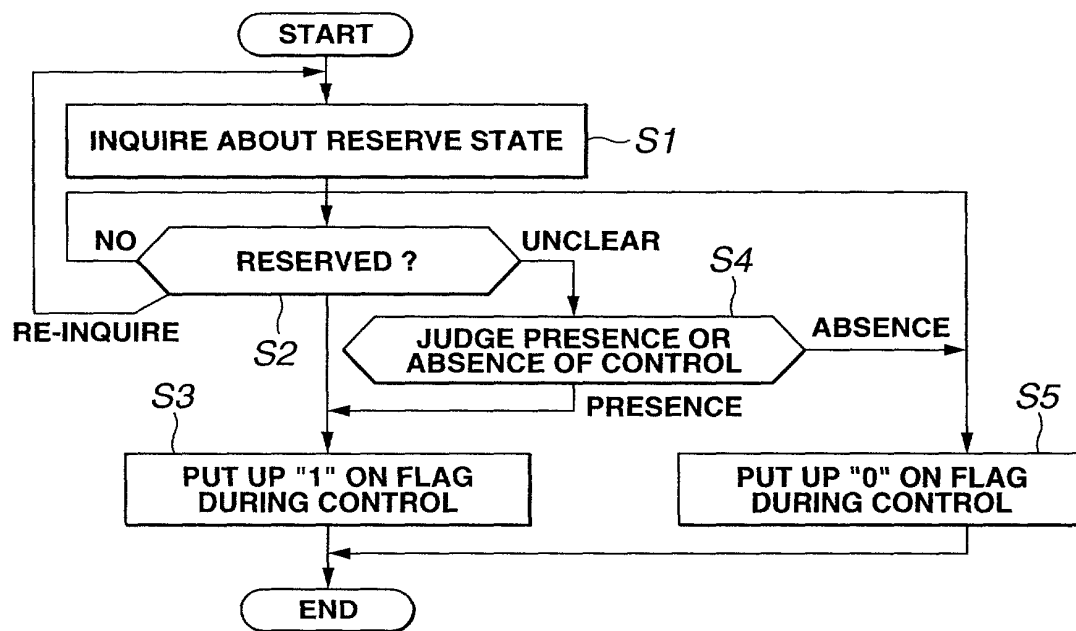 START
INQUIRE ABOUT RESERVE STATE
S1
NO
RESERVED ?
UNCLEAR
S4
RE-INQUIRE
S2
JUDGE PRESENCE OR
ABSENCE OF CONTROL
ABSENCE
PRESENCE
S3
S5
PUT UP "1" ON FLAG
DURING CONTROL
PUT UP "0" ON FLAG
DURING CONTROL
END